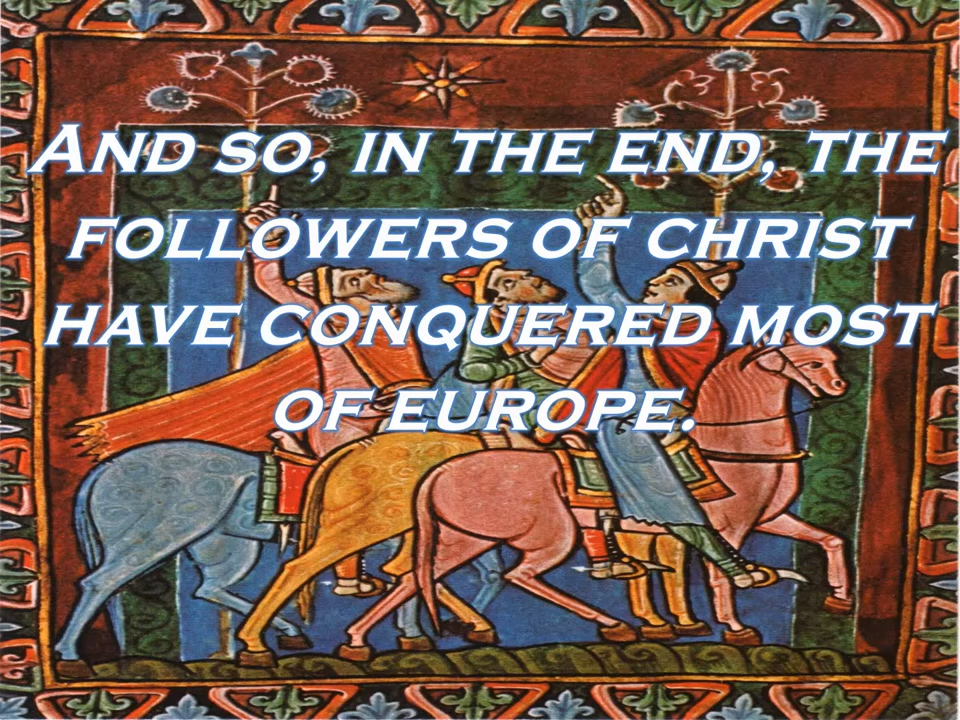 And so, in the end, the
followers of christ
have conquered most
of europe.